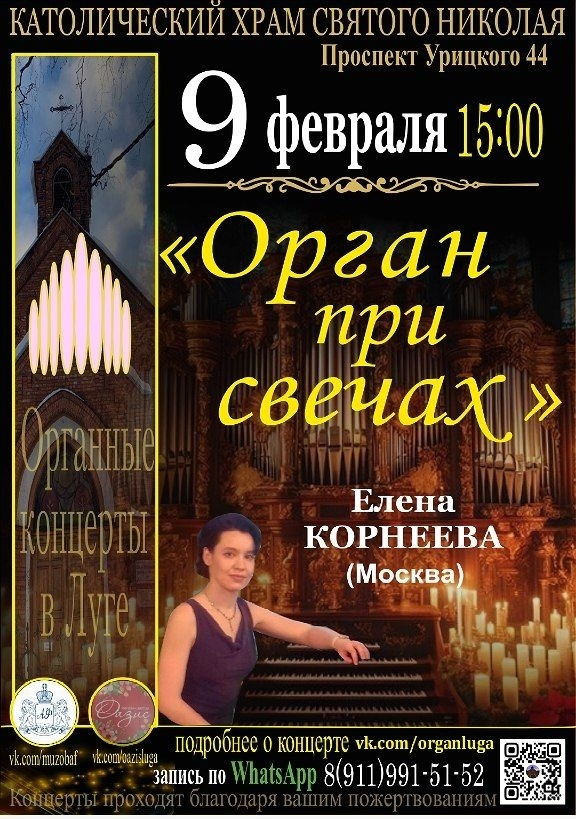 КАТОЛИЧЕСКИЙ ХРАМ СВЯТОГО НИКОЛАЯ
Проспект Урицкого 44
9 февраля 15:00
«Орган
при
свечах»
Органные
концерты
в Луге
Елена
КОРНЕЕВА
(Москва)
Оазис
vk.com/muzobaf
vk.com/oazisluga
подробнее о концерте vk.com/organluga
запись по WhatsApp 8(911)991-51-52
Концерты проходят благодаря вашим пожертвованиям